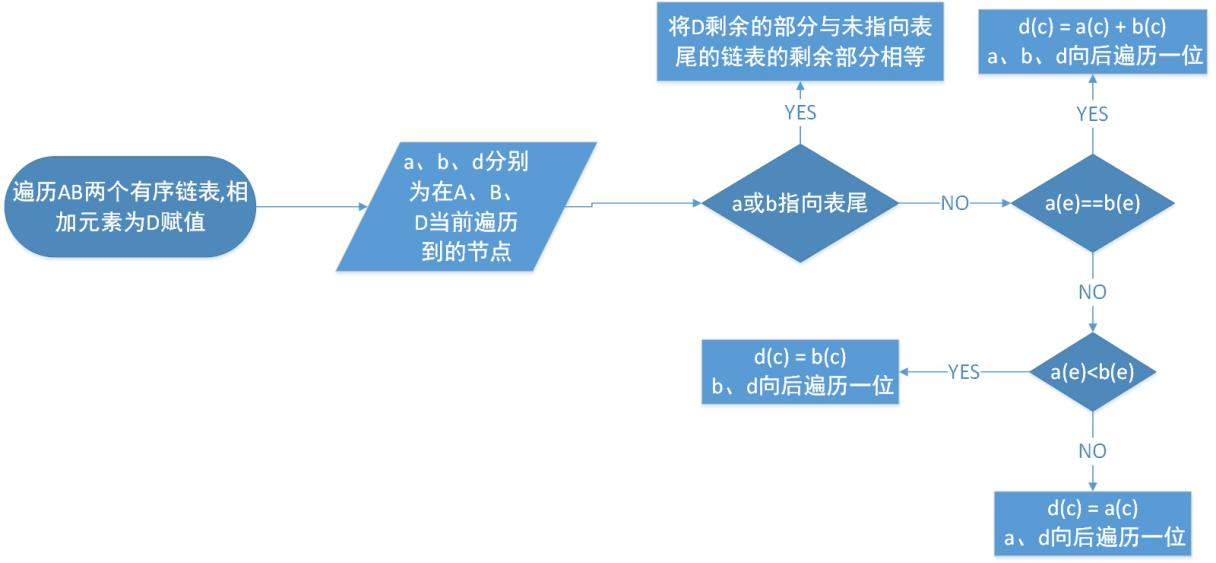 遍历AB两个有序链表,相
加元素为D赋值
a、b、d分别
为在A、B、
D当前遍历
到的节点
将D剩余的部分与未指向表
尾的链表的剩余部分相等
YES
a或b指向表尾
NO
d(c) = a(c) + b(c)
a、b、d向后遍历一位
YES
a(e)==b(e)
NO
a(e)<b(e)
YES
d(c) = b(c)
b、d向后遍历一位
NO
d(c) = a(c)
a、d向后遍历一位